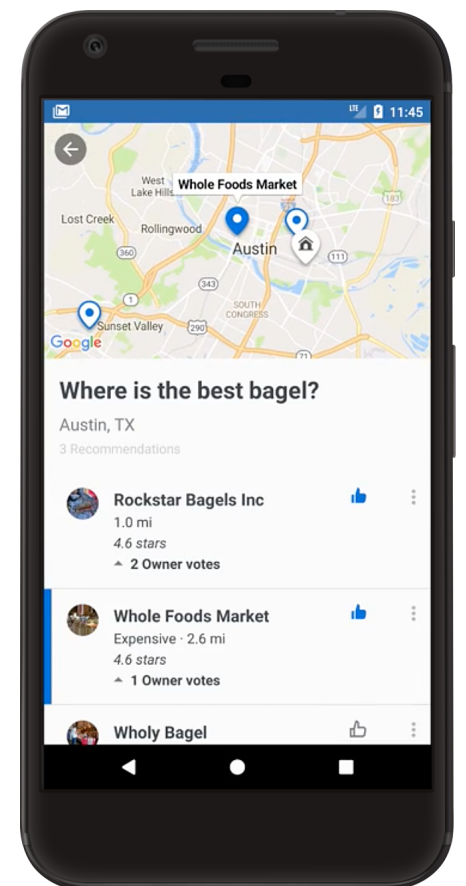 LTE 11:45
West
Lake Hills
Whole Foods Market
183
Lost Creek
Rollingwood
Austin
360
111
343
1
SOUTH
CONGRESS
Sunset Valley
290
Google
71
Where is the best bagel?
Austin, TX
3 Recommendations
Rockstar Bagels Inc
1.0 mi
4.6 stars
2 Owner votes
Whole Foods Market
Expensive · 2.6 mi
4.6 stars
1 Owner votes
Wholy Bagel